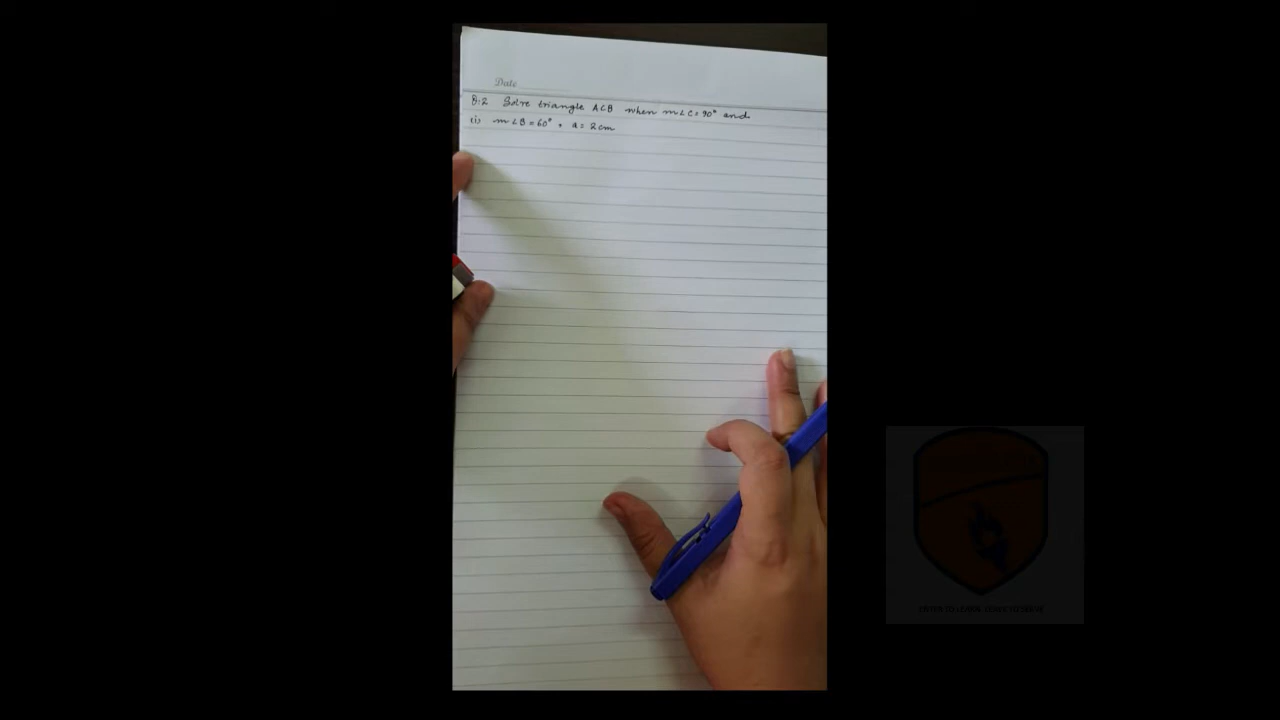 Date
Q.2 Solve triangle ACB when m∠C = 90° and
(i) m∠B = 60° , a = 2cm